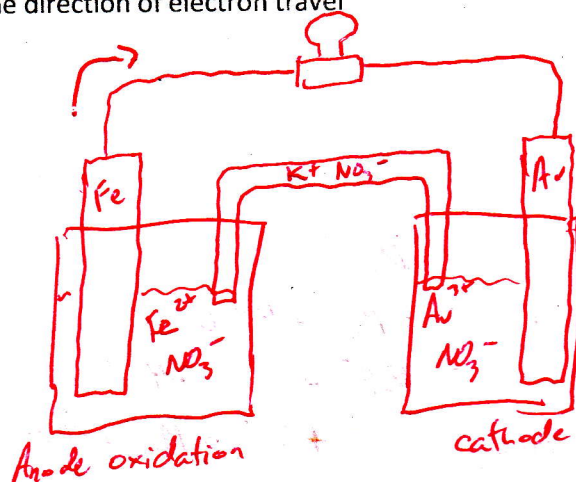 he direction of electron travel
K+ NO3-
Fe
Au
Fe2+
NO3-
Au3+
NO3-
Anode oxidation
cathode